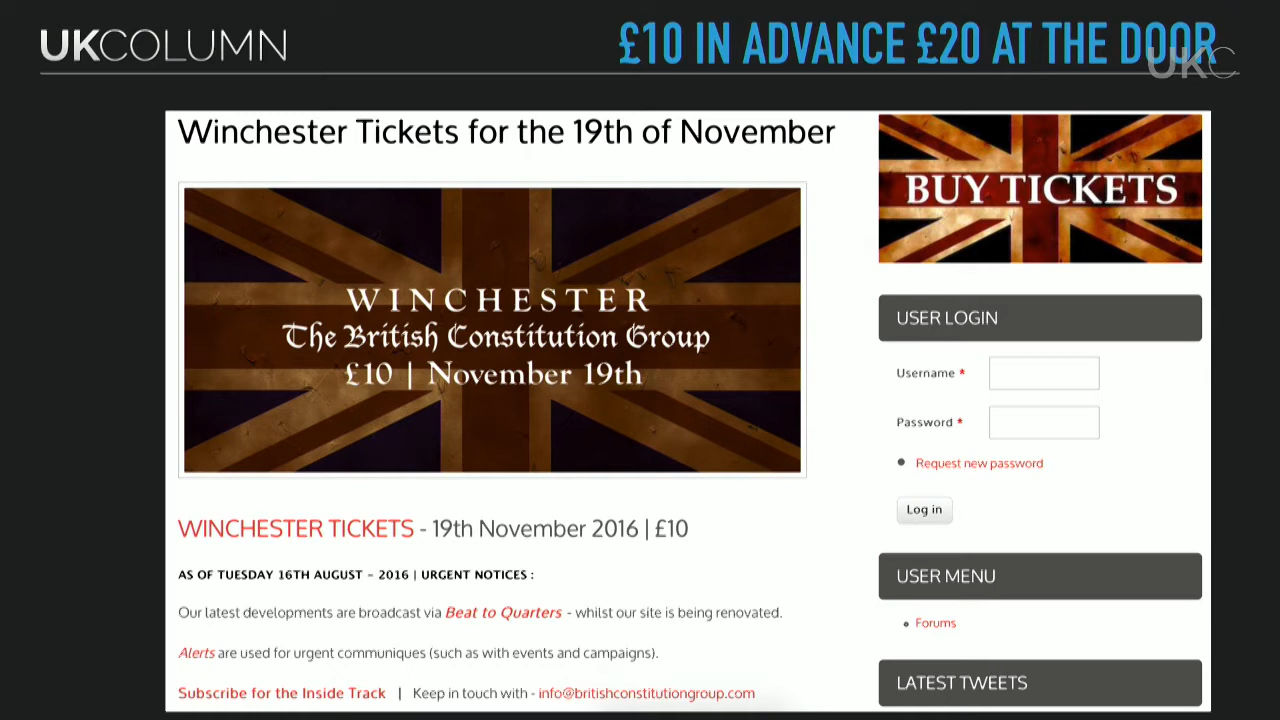 UKCOLUMN
£10 IN ADVANCE £20 AT THE DOOR
UKC
Winchester Tickets for the 19th of November
WINCHESTER
The British Constitution Group
£10 | November 19th
WINCHESTER TICKETS - 19th November 2016 | £10
AS OF TUESDAY 16TH AUGUST – 2016 | URGENT NOTICES :
Our latest developments are broadcast via Beat to Quarters - whilst our site is being renovated.
Alerts are used for urgent communiques (such as with events and campaigns).
Subscribe for the Inside Track | Keep in touch with - info@britishconstitutiongroup.com
BUY TICKETS
USER LOGIN
Username *
Password *
Request new password
Log in
USER MENU
Forums
LATEST TWEETS